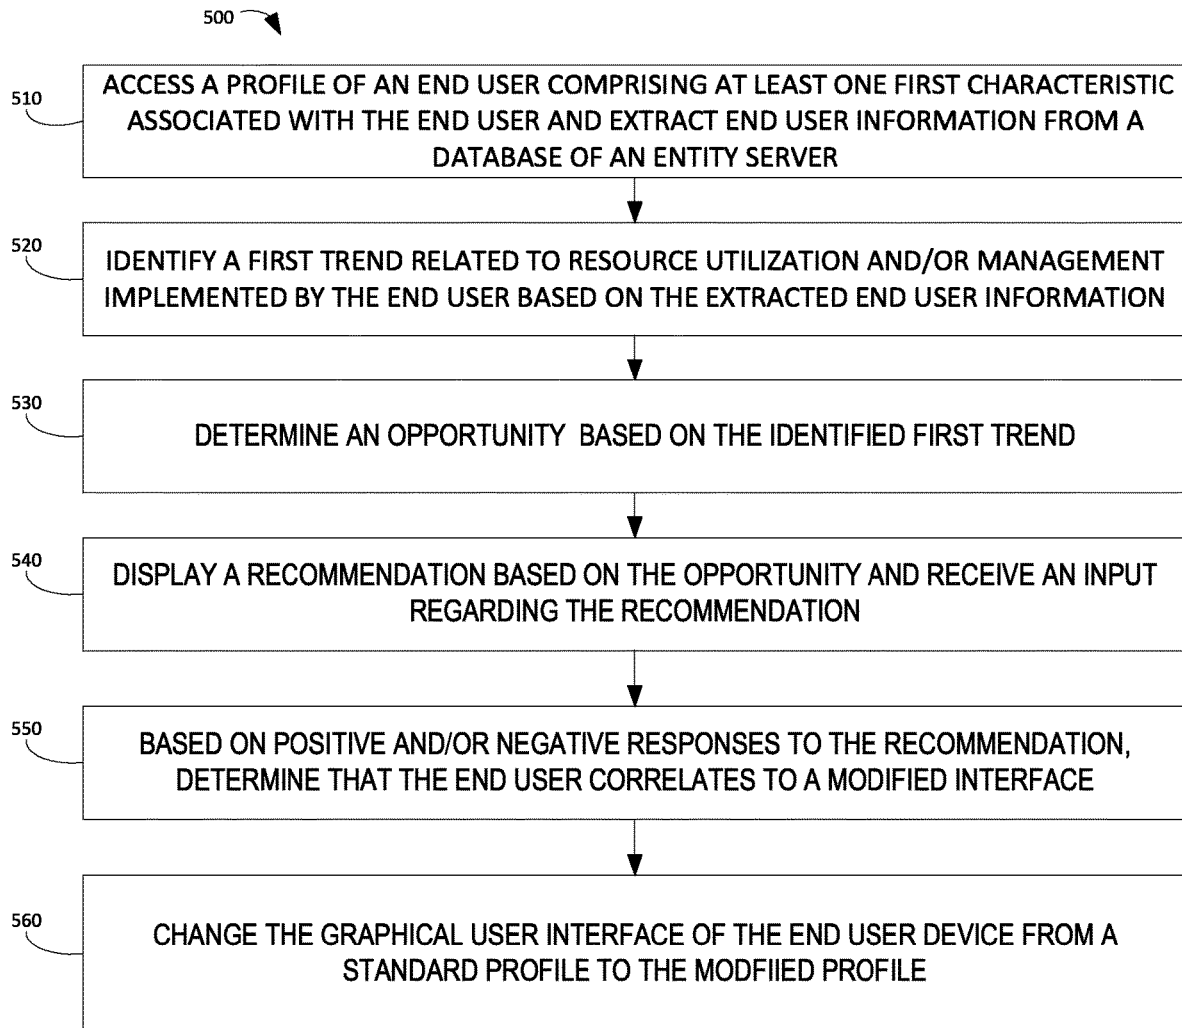 500
510
ACCESS A PROFILE OF AN END USER COMPRISING AT LEAST ONE FIRST CHARACTERISTIC
ASSOCIATED WITH THE END USER AND EXTRACT END USER INFORMATION FROM A
DATABASE OF AN ENTITY SERVER
520
IDENTIFY A FIRST TREND RELATED TO RESOURCE UTILIZATION AND/OR MANAGEMENT
IMPLEMENTED BY THE END USER BASED ON THE EXTRACTED END USER INFORMATION
530
DETERMINE AN OPPORTUNITY BASED ON THE IDENTIFIED FIRST TREND
540
DISPLAY A RECOMMENDATION BASED ON THE OPPORTUNITY AND RECEIVE AN INPUT
REGARDING THE RECOMMENDATION
550
BASED ON POSITIVE AND/OR NEGATIVE RESPONSES TO THE RECOMMENDATION,
DETERMINE THAT THE END USER CORRELATES TO A MODIFIED INTERFACE
560
CHANGE THE GRAPHICAL USER INTERFACE OF THE END USER DEVICE FROM A
STANDARD PROFILE TO THE MODFIIED PROFILE